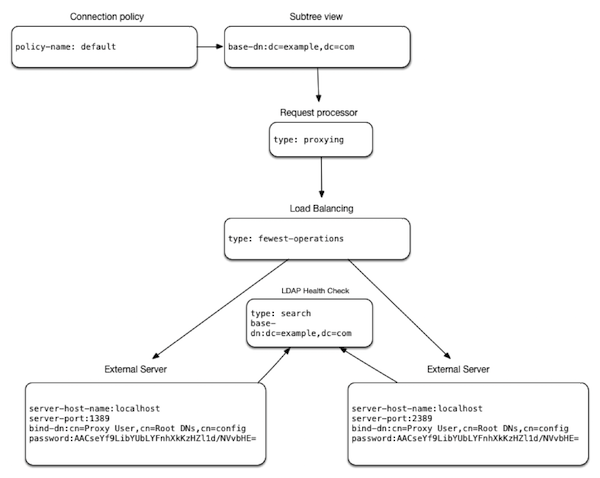 Connection policy
Subtree view
policy-name: default
base-dn:dc=example,dc=com
Request processor
type: proxying
Load Balancing
type: fewest-operations
LDAP Health Check
type: search
base-
dn:dc=example,dc=com
External Server
External Server
server-host-name:localhost
server-port:1389
bind-dn:cn=Proxy User,cn=Root DNs,cn=config
password:AACseYf9LibYUbLYFnhXkKzHZl1d/NVvbHE=
server-host-name:localhost
server-port:2389
bind-dn:cn=Proxy User,cn=Root DNs,cn=config
password:AACseYf9LibYUbLYFnhXkKzHZl1d/NVvbHE=